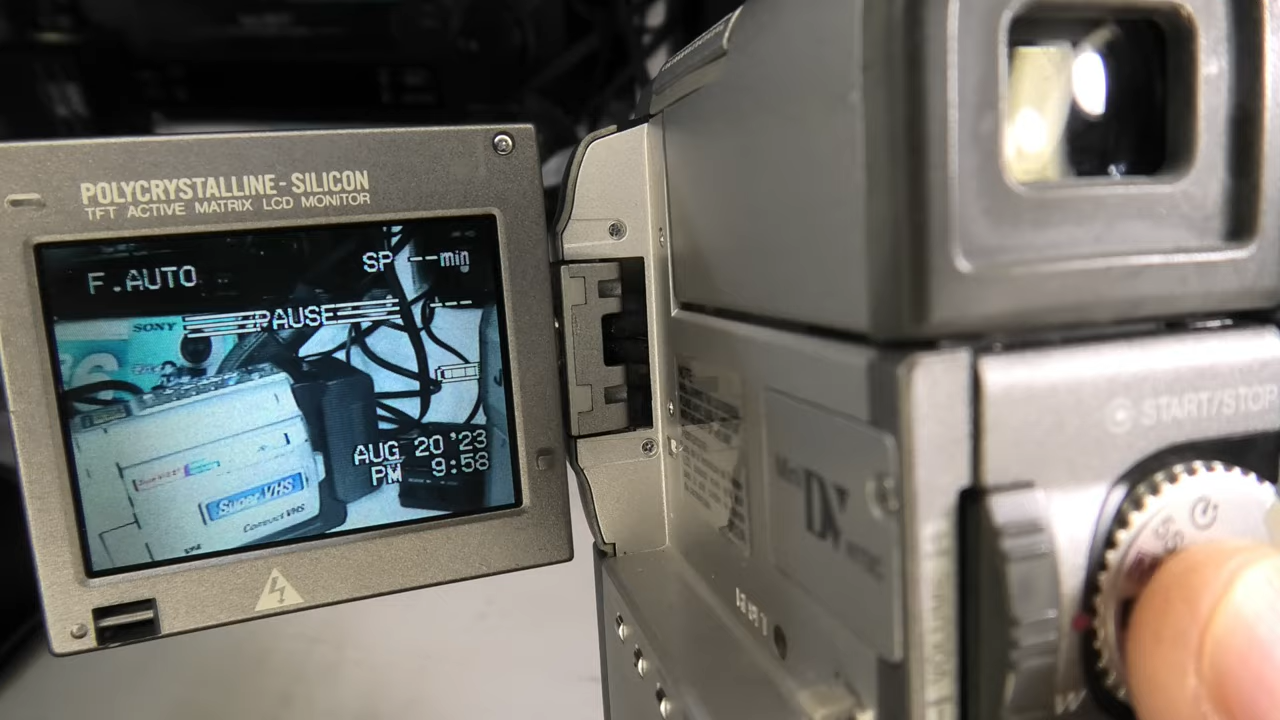 POLYCRYSTALLINE-SILICON
TFT ACTIVE MATRIX LCD MONITOR
F.AUTO
SP --min
PAUSE
---
SONY
Super VHS
Compact VHS
AUG 20 '23
PM 9:58
START/STOP
Mini DV